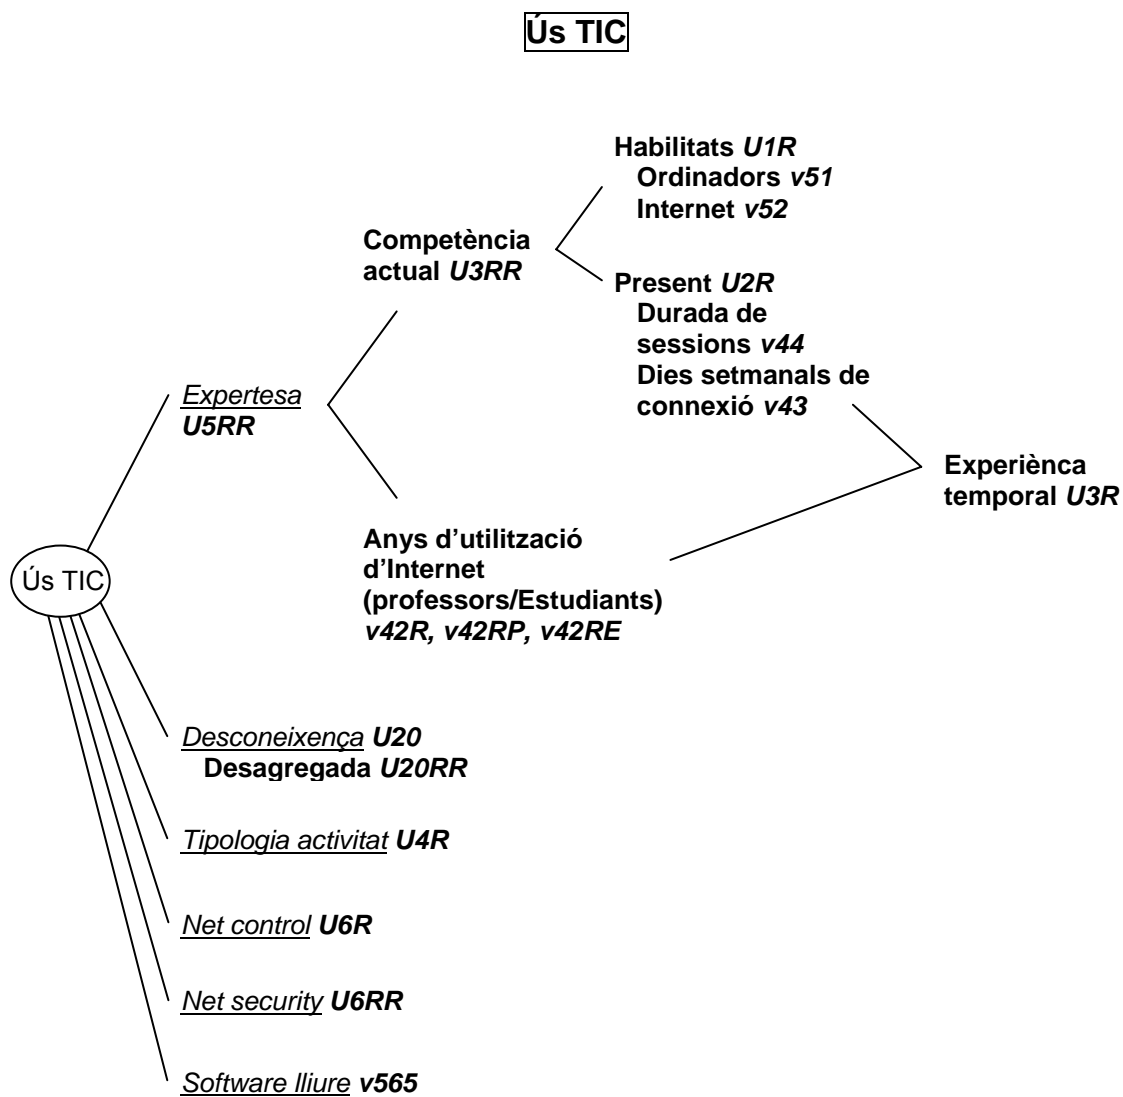 Ús TIC
Habilitats U1R
Ordinadors v51
Internet v52
Competència
actual U3RR
Present U2R
Durada de
sessions v44
Dies setmanals de
connexió v43
Expertesa
U5RR
Experiènca
temporal U3R
Anys d’utilització
d’Internet
(professors/Estudiants)
v42R, v42RP, v42RE
Ús TIC
Desconeixença U20
Desagregada U20RR
Tipologia activitat U4R
Net control U6R
Net security U6RR
Software lliure v565